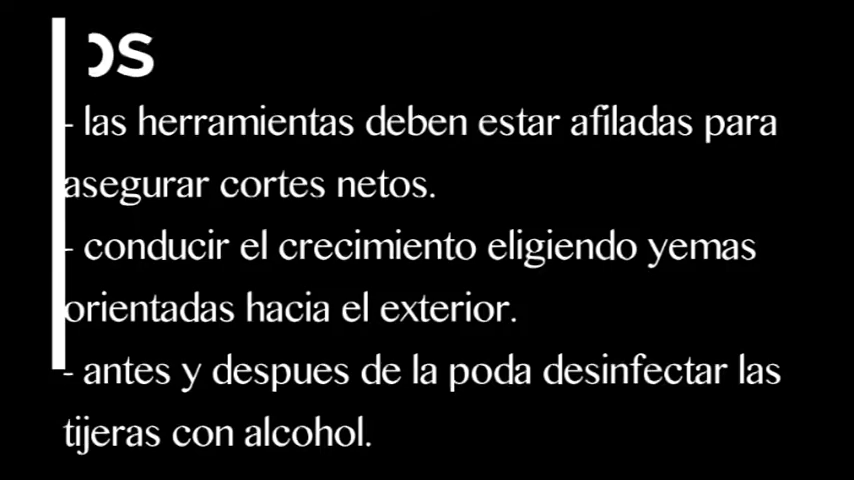 os
- las herramientas deben estar afiladas para
asegurar cortes netos.
- conducir el crecimiento eligiendo yemas
orientadas hacia el exterior.
- antes y despues de la poda desinfectar las
tijeras con alcohol.